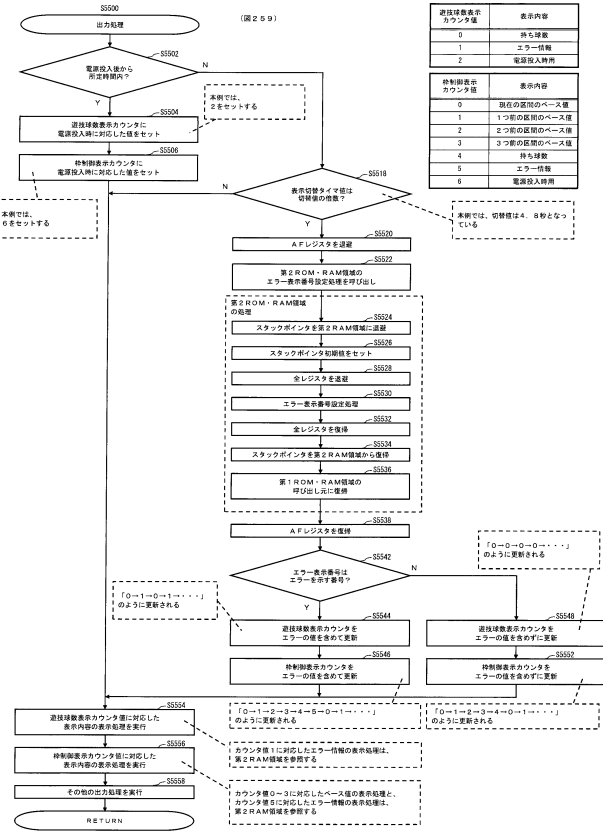 (図259)
S5500
出力処理
S5502
電源投入後から
所定時間内?
N
Y
S5504
遊技球数表示カウンタに
電源投入時に対応した値をセット
本例では、
2をセットする
S5506
枠制御表示カウンタに
電源投入時に対応した値をセット
本例では、
6をセットする
遊技球数表示
カウンタ値
表示内容
0 持ち球数
1 エラー情報
2 電源投入時用
枠制御表示
カウンタ値
表示内容
0 現在の区間のベース値
1 1つ前の区間のベース値
2 2つ前の区間のベース値
3 3つ前の区間のベース値
4 持ち球数
5 エラー情報
6 電源投入時用
S5518
表示切替タイマ値は
切替値の倍数?
N
Y
本例では、切替値は4.8秒となっ
ている
S5520
AFレジスタを退避
S5522
第2ROM・RAM領域の
エラー表示番号設定処理を呼び出し
第2ROM・RAM領域
の処理
S5524
スタックポインタを第2RAM領域に退避
S5526
スタックポインタ初期値をセット
S5528
全レジスタを退避
S5530
エラー表示番号設定処理
S5532
全レジスタを復帰
S5534
スタックポインタを第2RAM領域から復帰
S5536
第1ROM・RAM領域の
呼び出し元に復帰
S5538
AFレジスタを復帰
S5542
エラー表示番号は
エラーを示す番号?
N
Y
「0→0→0→0→・・・」
のように更新される
「0→1→0→1→・・・」
のように更新される
S5544
遊技球数表示カウンタを
エラーの値を含めて更新
S5548
遊技球数表示カウンタを
エラーの値を含めずに更新
S5546
枠制御表示カウンタを
エラーの値を含めて更新
S5552
枠制御表示カウンタを
エラーの値を含めずに更新
「0→1→2→3→4→5→0→1→・・・」
のように更新される
「0→1→2→3→4→0→1→・・・」
のように更新される
S5554
遊技球数表示カウンタ値に対応した
表示内容の表示処理を実行
カウンタ値1に対応したエラー情報の表示処理は、
第2RAM領域を参照する
S5556
枠制御表示カウンタ値に対応した
表示内容の表示処理を実行
カウンタ値0~3に対応したベース値の表示処理と、
カウンタ値5に対応したエラー情報の表示処理は、
第2RAM領域を参照する
S5558
その他の出力処理を実行
RETURN